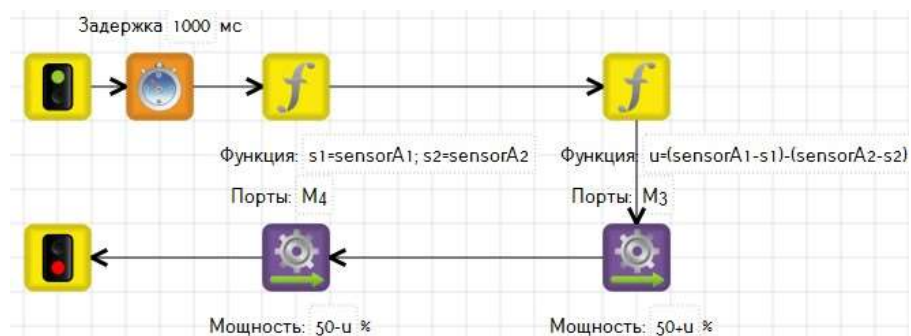 Задержка 1000 мс
Функция: s1=sensorA1; s2=sensorA2
Функция: u=(sensorA1-s1)-(sensorA2-s2)
Порты: M4
Порты: M3
Мощность: 50-u %
Мощность: 50+u %